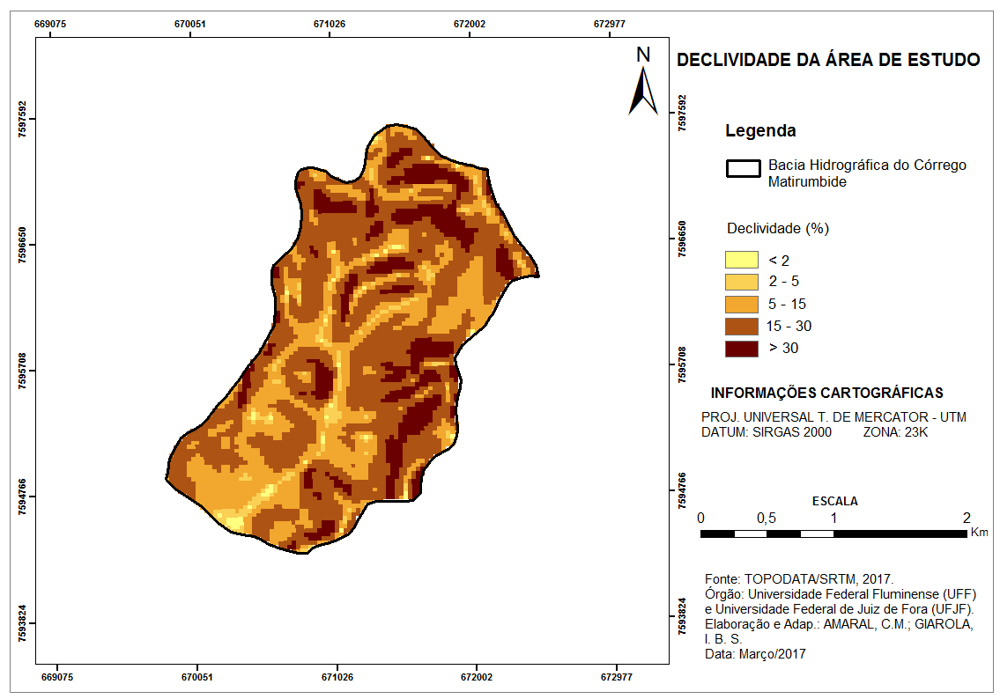 669075 670051 671026 672002 672977
7597592
7596650
7595708
7594766
7593824
N
7597592
7596650
7595708
7594766
7593824
669075 670051 671026 672002 672977
DECLIVIDADE DA ÁREA DE ESTUDO
Legenda
Bacia Hidrográfica do Córrego
Matirumbide
Declividade (%)
< 2
2 - 5
5 - 15
15 - 30
> 30
INFORMAÇÕES CARTOGRÁFICAS
PROJ. UNIVERSAL T. DE MERCATOR - UTM
DATUM: SIRGAS 2000 ZONA: 23K
ESCALA
0 0,5 1 2
Km
Fonte: TOPODATA/SRTM, 2017.
Órgão: Universidade Federal Fluminense (UFF)
e Universidade Federal de Juiz de Fora (UFJF).
Elaboração e Adap.: AMARAL, C.M.; GIAROLA,
I. B. S.
Data: Março/2017